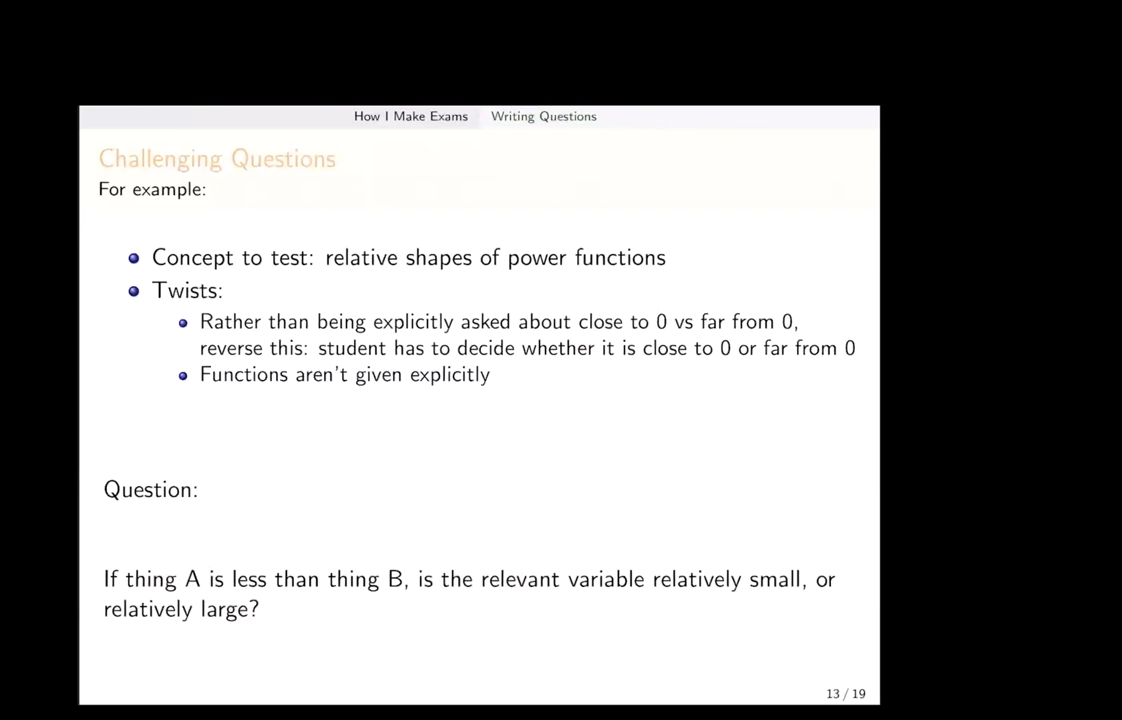 How I Make Exams Writing Questions
Challenging Questions
For example:
Concept to test: relative shapes of power functions
Twists:
Rather than being explicitly asked about close to 0 vs far from 0,
reverse this: student has to decide whether it is close to 0 or far from 0
Functions aren't given explicitly
Question:
If thing A is less than thing B, is the relevant variable relatively small, or
relatively large?
13 / 19